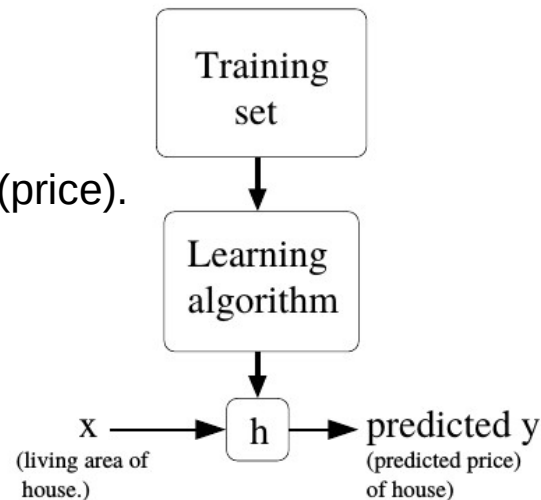 Training
set
(price).
Learning
algorithm
x
(living area of
house.)
h
predicted y
(predicted price)
of house)